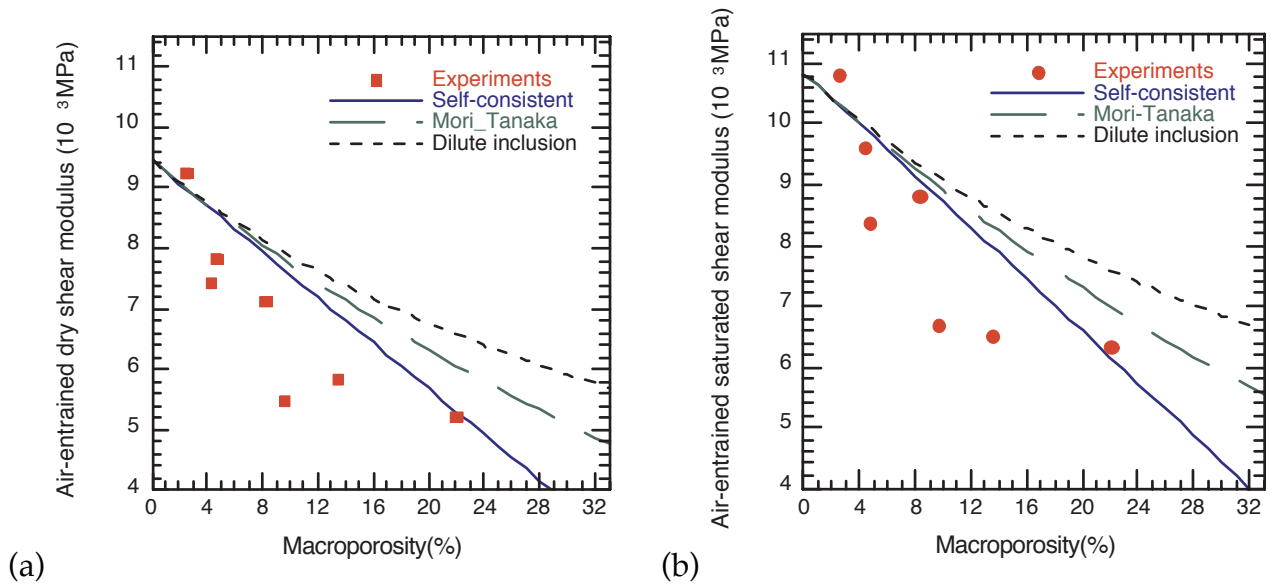 Air-entrained dry shear modulus (10 ³MPa)
11
10
9
8
7
6
5
4
Experiments
Self-consistent
Mori_Tanaka
Dilute inclusion
0 4 8 12 16 20 24 28 32
Macroporosity(%)
(a)
Air-entrained saturated shear modulus (10 ³MPa)
11
10
9
8
7
6
5
4
Experiments
Self-consistent
Mori-Tanaka
Dilute inclusion
0 4 8 12 16 20 24 28 32
Macroporosity(%)
(b)